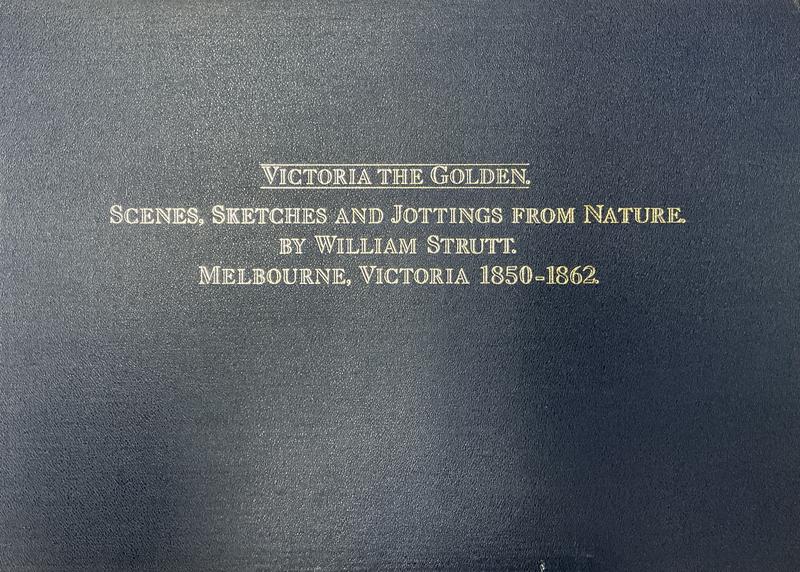 VICTORIA THE GOLDEN.
SCENES, SKETCHES AND JOTTINGS FROM NATURE.
BY WILLIAM STRUTT.
MELBOURNE, VICTORIA 1850-1862.